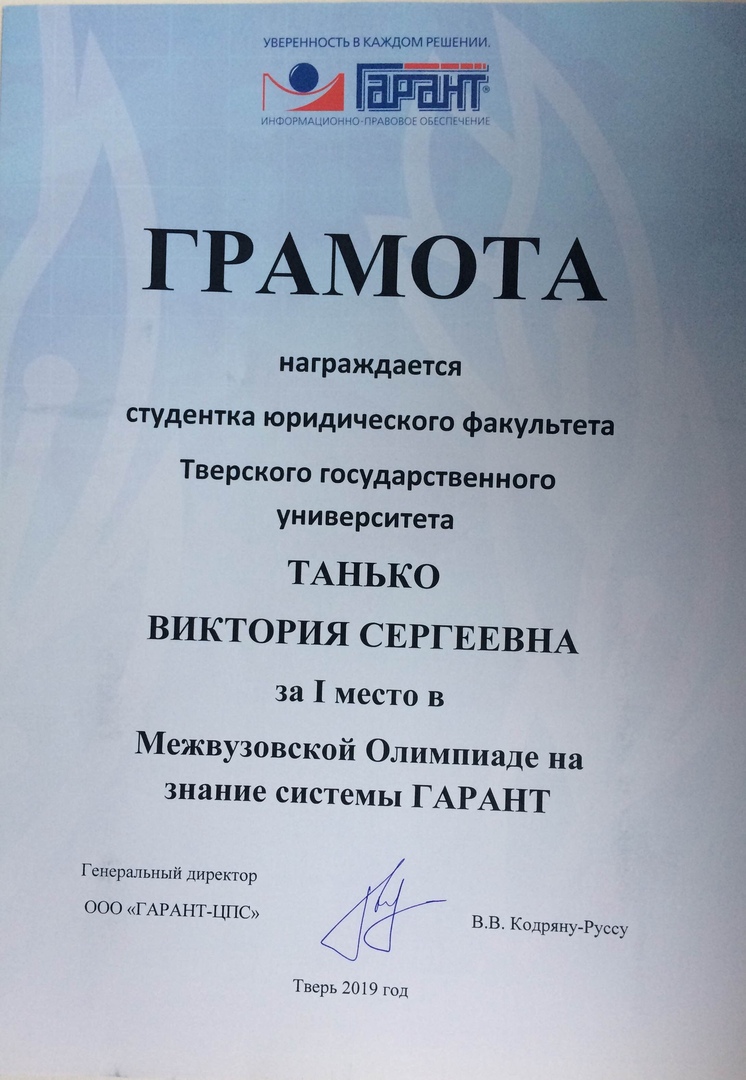 УВЕРЕННОСТЬ В КАЖДОМ РЕШЕНИИ.
ГАРАНТ®
ИНФОРМАЦИОННО-ПРАВОВОЕ ОБЕСПЕЧЕНИЕ
ГРАМОТА
награждается
студентка юридического факультета
Тверского государственного
университета
ТАНЬКО
ВИКТОРИЯ СЕРГЕЕВНА
за I место в
Межвузовской Олимпиаде на
знание системы ГАРАНТ
Генеральный директор
ООО «ГАРАНТ-ЦПС»
В.В. Кодряну-Руссу
Тверь 2019 год